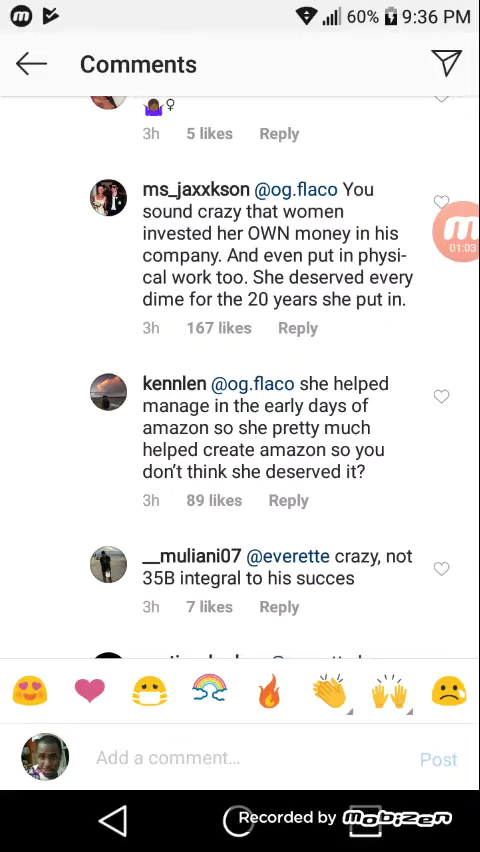 60% 9:36 PM
Comments
3h 5 likes Reply
ms_jaxxkson @og.flaco You
sound crazy that women
invested her OWN money in his
company. And even put in physi-
cal work too. She deserved every
dime for the 20 years she put in.
01:03
3h 167 likes Reply
kennlen @og.flaco she helped
manage in the early days of
amazon so she pretty much
helped create amazon so you
don't think she deserved it?
3h 89 likes Reply
__muliani07 @everette crazy, not
35B integral to his succes
3h 7 likes Reply
Add a comment... Post
Recorded by mobizen